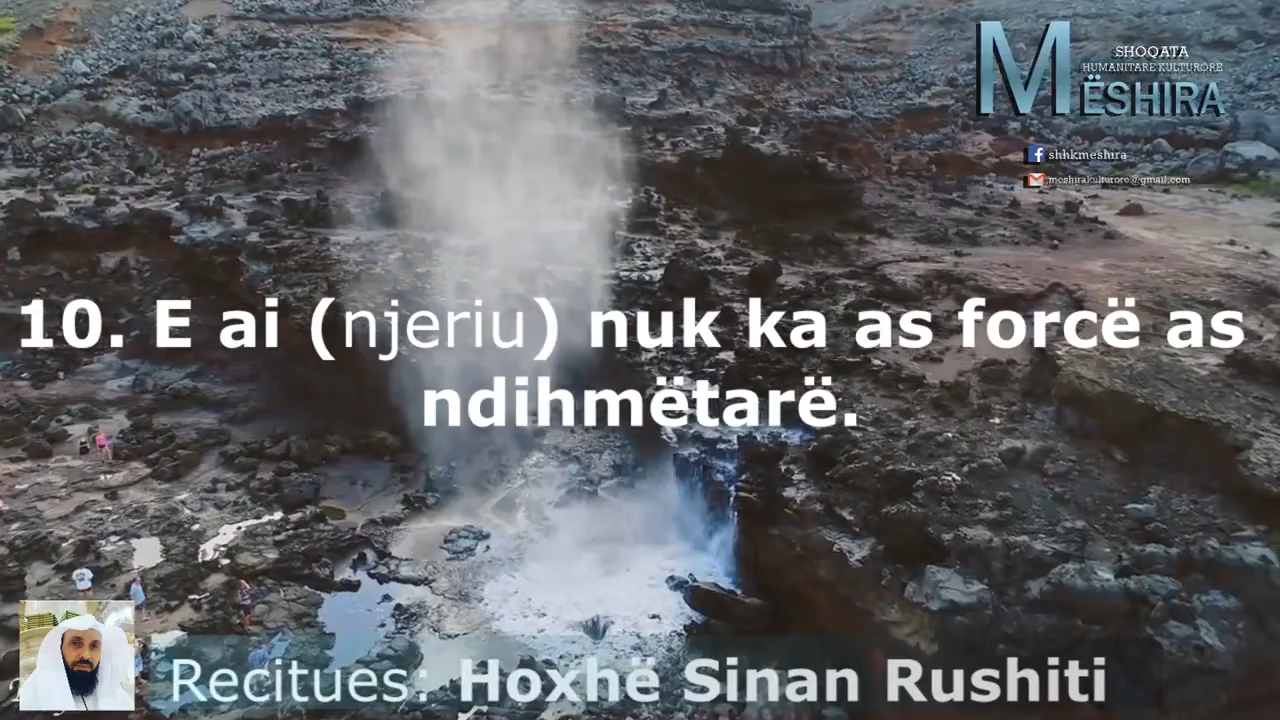 SHOQATA
HUMANITARE KULTURORE
MËSHIRA
shhkmeshira
meshirakulturore@gmail.com
10. E ai (njeriu) nuk ka as forcë as
ndihmëtarë.
Recitues: Hoxhë Sinan Rushiti